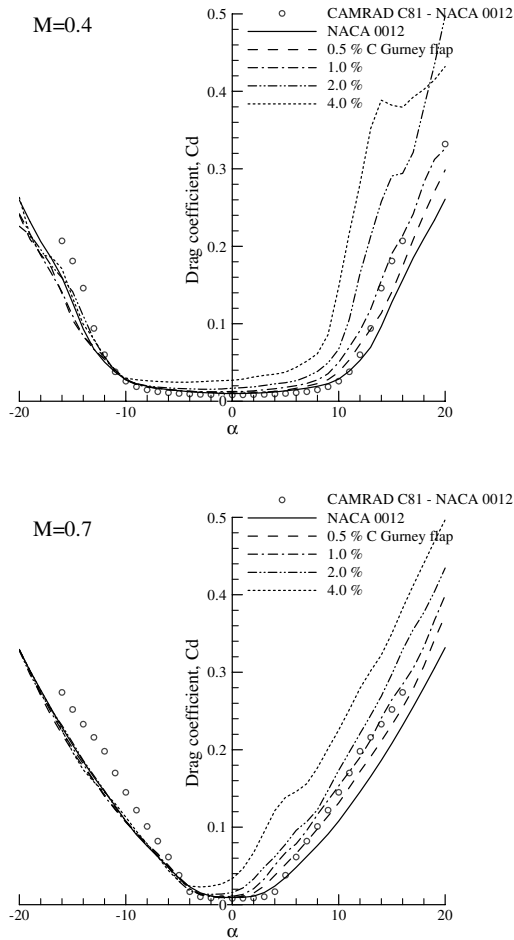 M=0.4
CAMRAD C81 - NACA 0012
NACA 0012
0.5 % C Gurney flap
1.0 %
2.0 %
4.0 %
Drag coefficient, Cd
0.5
0.4
0.3
0.2
0.1
0
-20
-10
0
10
20
α
M=0.7
CAMRAD C81 - NACA 0012
NACA 0012
0.5 % C Gurney flap
1.0 %
2.0 %
4.0 %
Drag coefficient, Cd
0.5
0.4
0.3
0.2
0.1
0
-20
-10
0
10
20
α